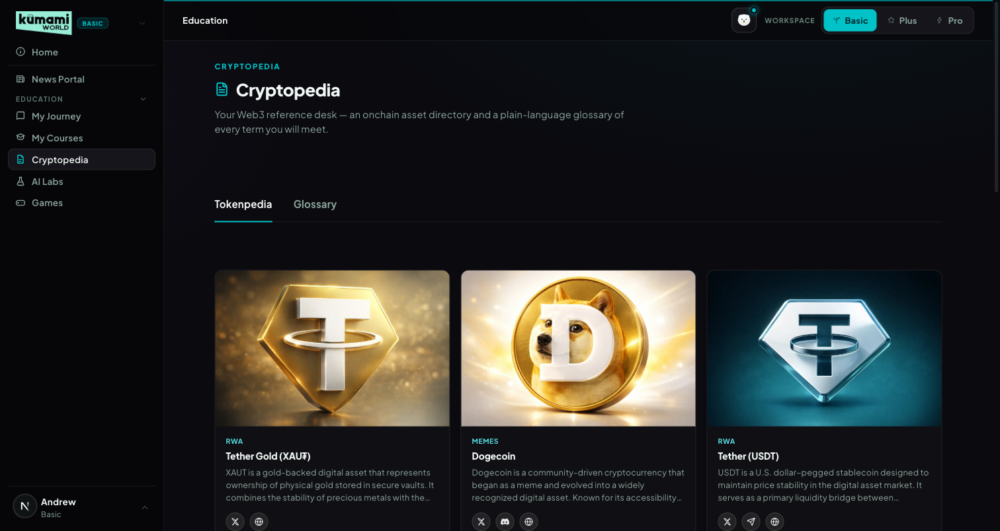 kūmami
WORLD
BASIC
Home
News Portal
EDUCATION
My Journey
My Courses
Cryptopedia
AI Labs
Games
Andrew
Basic
Education
WORKSPACE
Basic
Plus
Pro
CRYPTOPEDIA
Cryptopedia
Your Web3 reference desk — an onchain asset directory and a plain-language glossary of
every term you will meet.
Tokenpedia
Glossary
RWA
Tether Gold (XAU₮)
XAUT is a gold-backed digital asset that represents
ownership of physical gold stored in secure vaults. It
combines the stability of precious metals with the…
D
MEMES
Dogecoin
Dogecoin is a community-driven cryptocurrency that
began as a meme and evolved into a widely
recognized digital asset. Known for its accessibility…
RWA
Tether (USDT)
USDT is a U.S. dollar-pegged stablecoin designed to
maintain price stability in the digital asset market. It
serves as a primary liquidity bridge between…